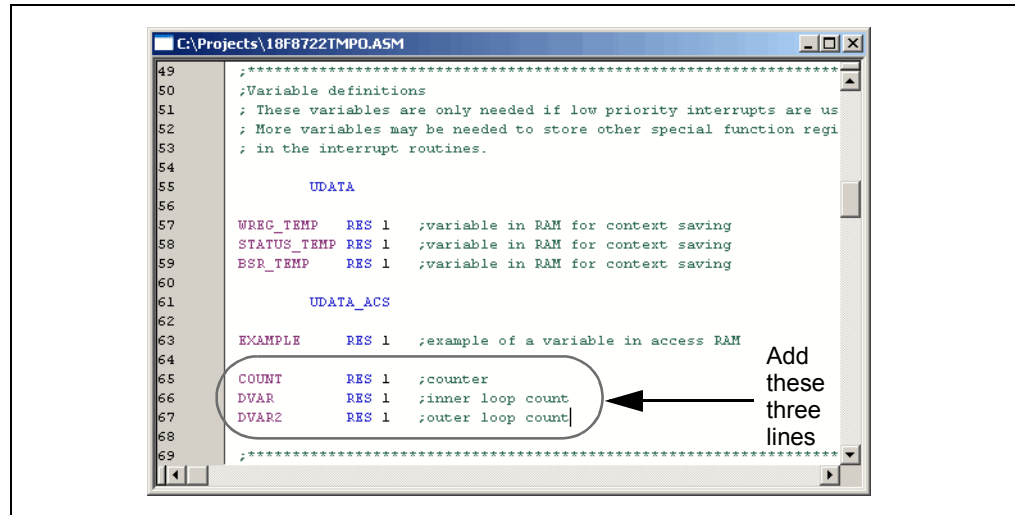 C:\Projects\18F8722TMPO.ASM
49 ;*******************************************************************
50 ;Variable definitions
51 ; These variables are only needed if low priority interrupts are us
52 ; More variables may be needed to store other special function regi
53 ; in the interrupt routines.
54
55 UDATA
56
57 WREG_TEMP RES 1 ;variable in RAM for context saving
58 STATUS_TEMP RES 1 ;variable in RAM for context saving
59 BSR_TEMP RES 1 ;variable in RAM for context saving
60
61 UDATA_ACS
62
63 EXAMPLE RES 1 ;example of a variable in access RAM
64
65 COUNT RES 1 ;counter
66 DVAR RES 1 ;inner loop count
67 DVAR2 RES 1 ;outer loop count
68
69 ;*******************************************************************
Add
these
three
lines